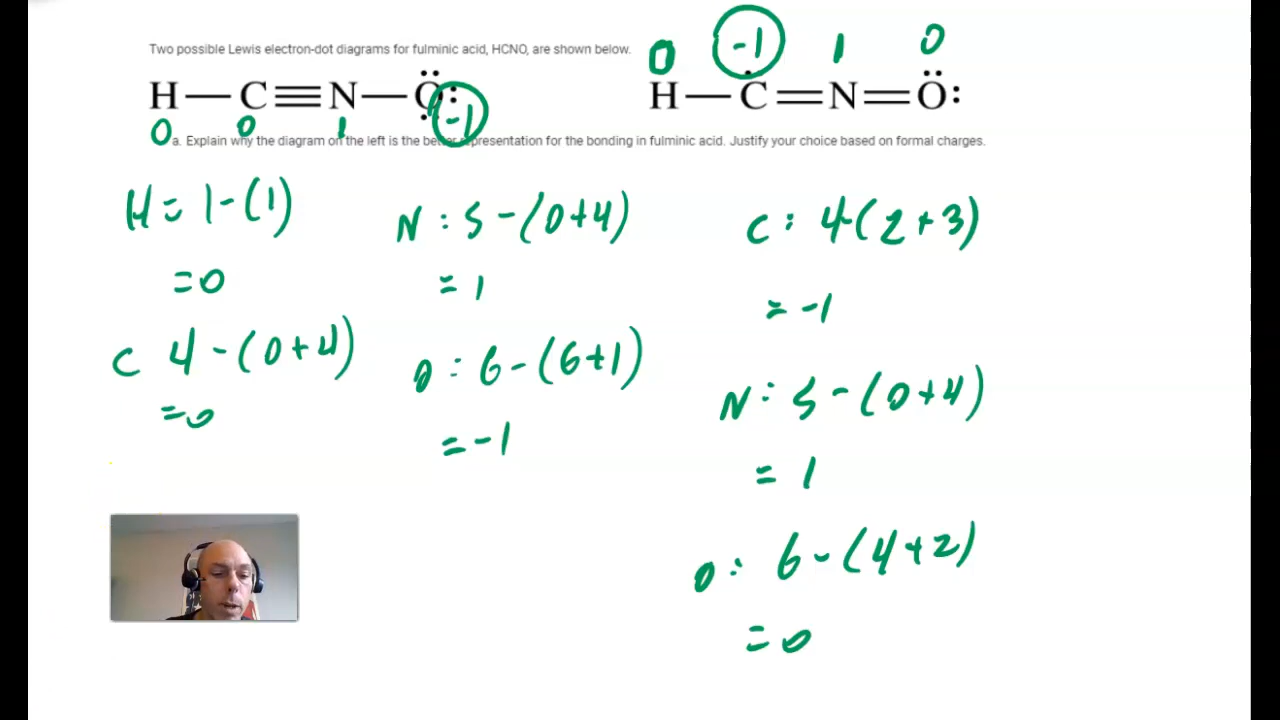 Two possible Lewis electron-dot diagrams for fulminic acid, HCNO, are shown below.
0 -1 1 0
H—C≡N—Ö: H—Ċ=N=Ö:
0 0 1 -1
a. Explain why the diagram on the left is the better representation for the bonding in fulminic acid. Justify your choice based on formal charges.
H = 1-(1)
=0
C 4-(0+4)
=0
N: 5-(0+4)
= 1
O: 6-(6+1)
= -1
C: 4-(2+3)
= -1
N: 5-(0+4)
= 1
O: 6-(4+2)
=0